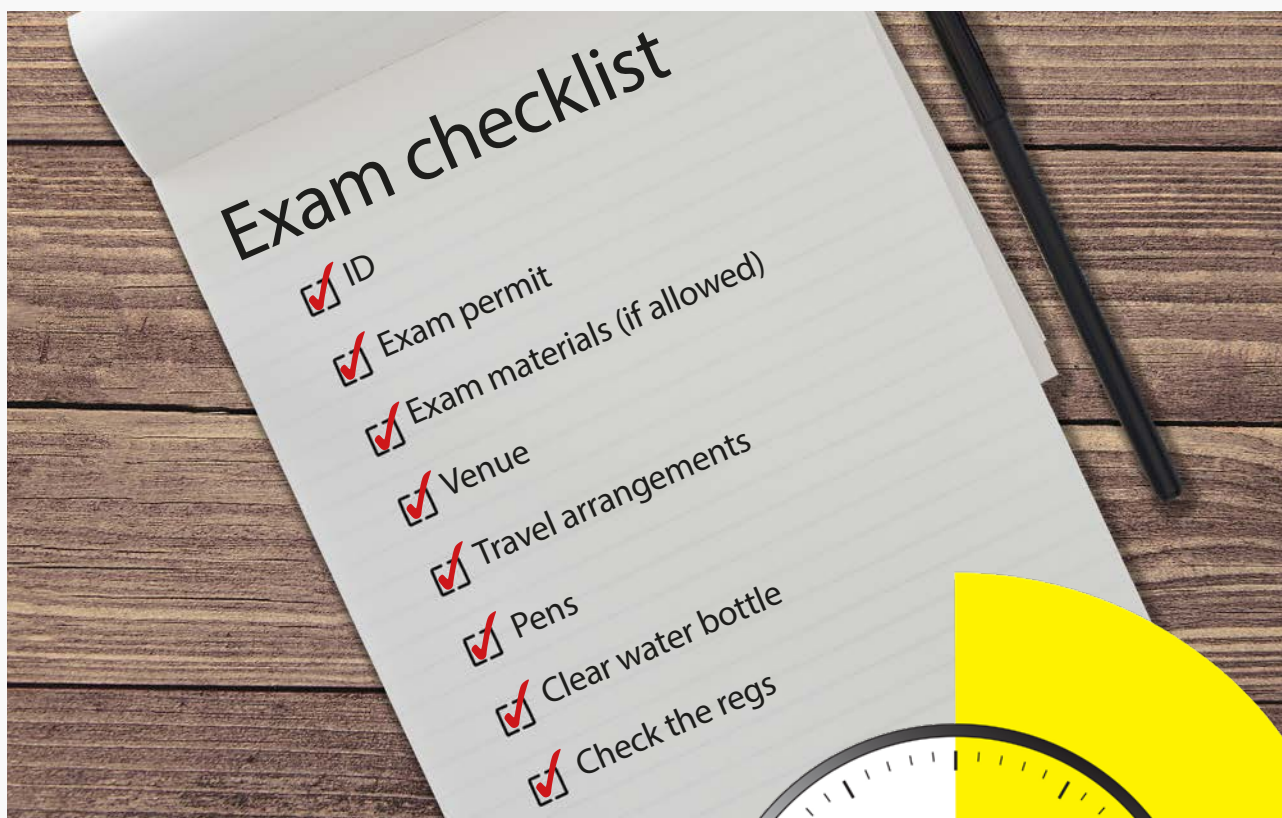 Exam checklist
ID
Exam permit
Exam materials (if allowed)
Venue
Travel arrangements
Pens
Clear water bottle
Check the regs